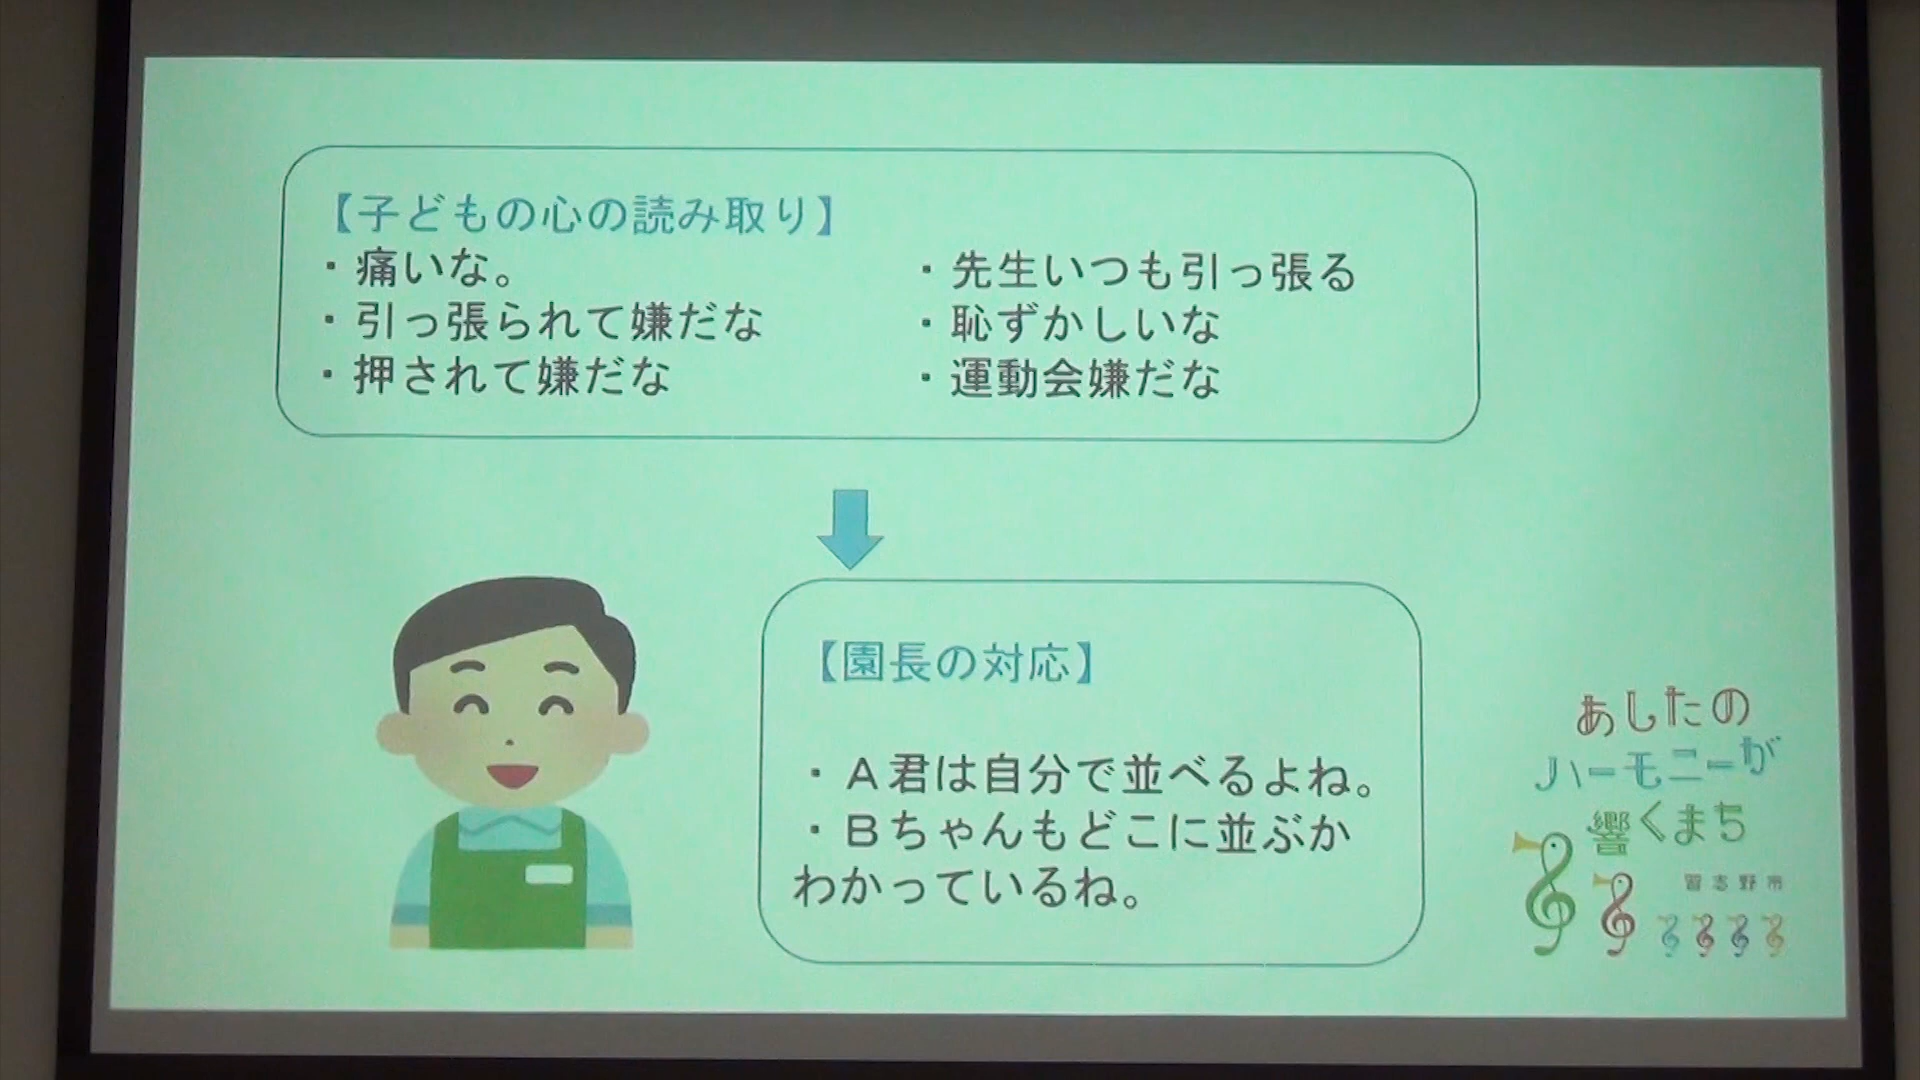 【子どもの心の読み取り】
・痛いな。
・引っ張られて嫌だな
・押されて嫌だな
・先生いつも引っ張る
・恥ずかしいな
・運動会嫌だな
【園長の対応】
・A君は自分で並べるよね。
・Bちゃんもどこに並ぶか
わかっているね。
あしたの
ハーモニーが
響くまち
習志野市